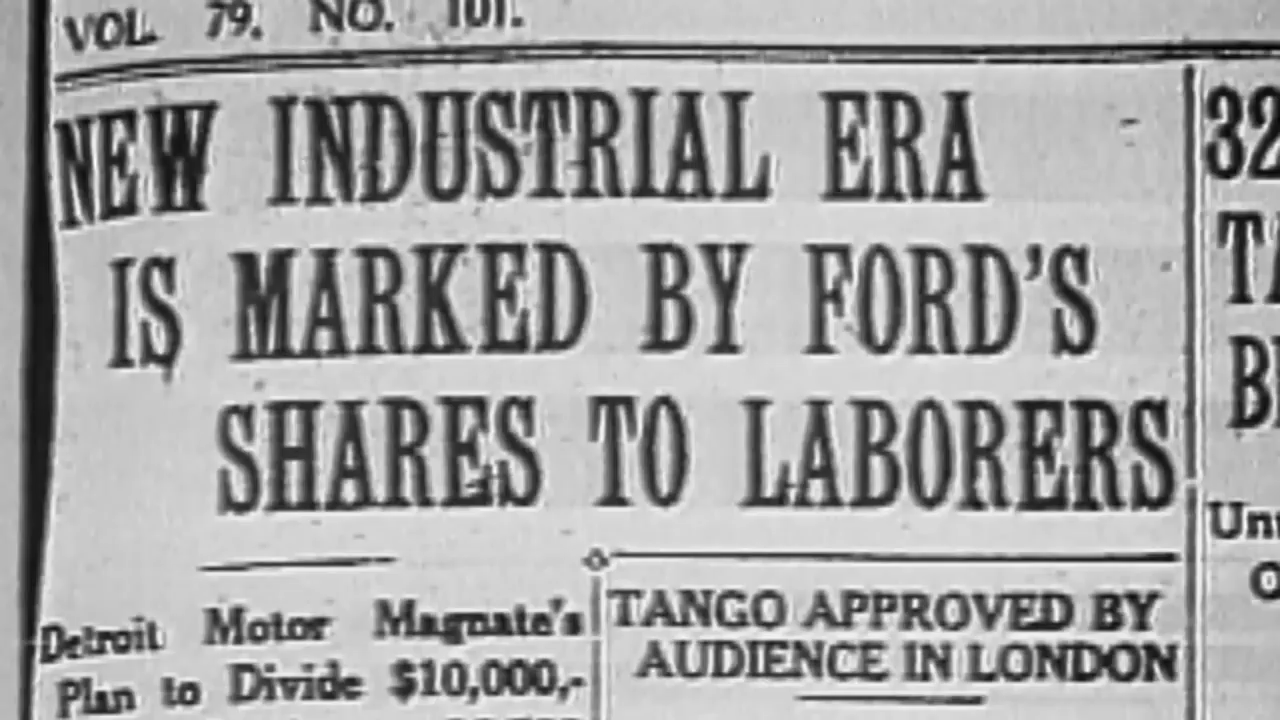 VOL. 79. NO. 101.
NEW INDUSTRIAL ERA
IS MARKED BY FORD'S
SHARES TO LABORERS
Detroit Motor Magnate's
Plan to Divide $10,000,-
TANGO APPROVED BY
AUDIENCE IN LONDON
32